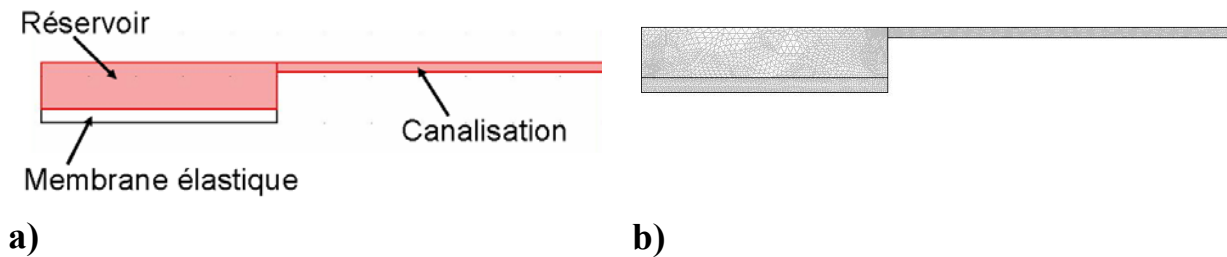 Réservoir
Canalisation
Membrane élastique
a)
b)